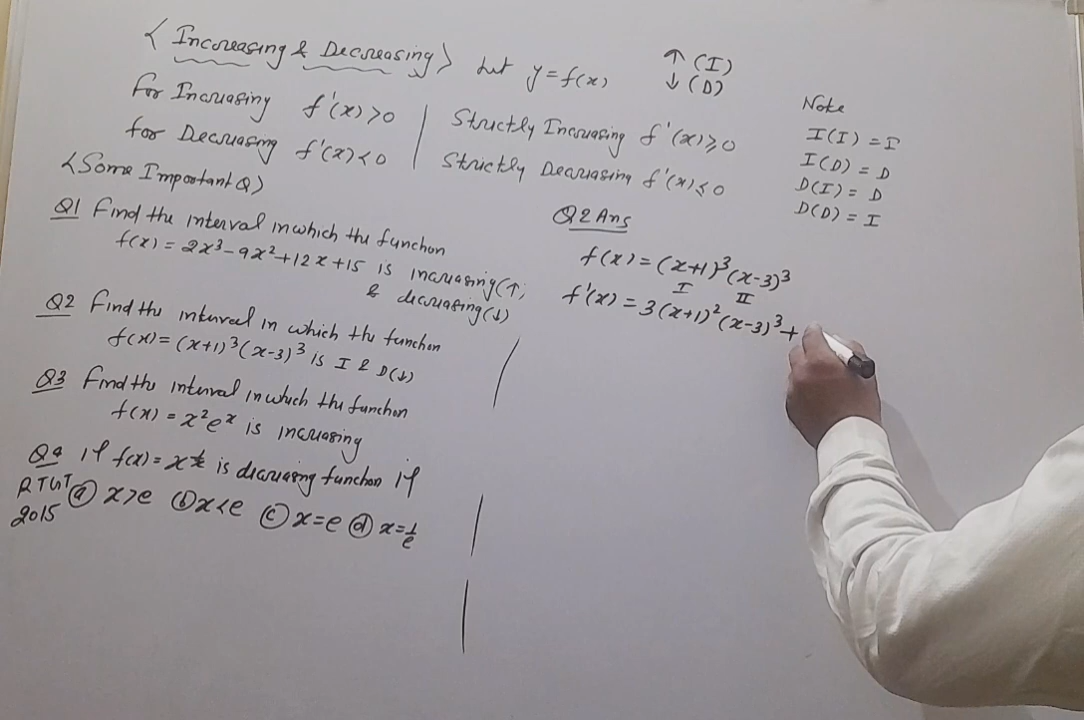 < Increasing & Decreasing > Let y = f(x) ↑ (I)
↓ (D)
for Increasing f'(x) > 0 | Strictly Increasing f'(x) ≥ 0
for Decreasing f'(x) < 0 | Strictly Decreasing f'(x) ≤ 0
Note
I(I) = I
I(D) = D
D(I) = D
D(D) = I
<Some Important Q>
Q1 Find the interval in which the function
f(x) = 2x³ - 9x² + 12x + 15 is increasing(↑)
& decreasing(↓)
Q2 Find the interval in which the function
f(x) = (x+1)³(x-3)³ is I & D(↓)
Q3 Find the interval in which the function
f(x) = x²eˣ is increasing
Q4 if f(x) = x^(1/x) is decreasing function if
RTGT
2015
(a) x>e (b) x<e (c) x=e (d) x=1/e
Q2 Ans
f(x) = (x+1)³(x-3)³
I II
f'(x) = 3(x+1)²(x-3)³ +